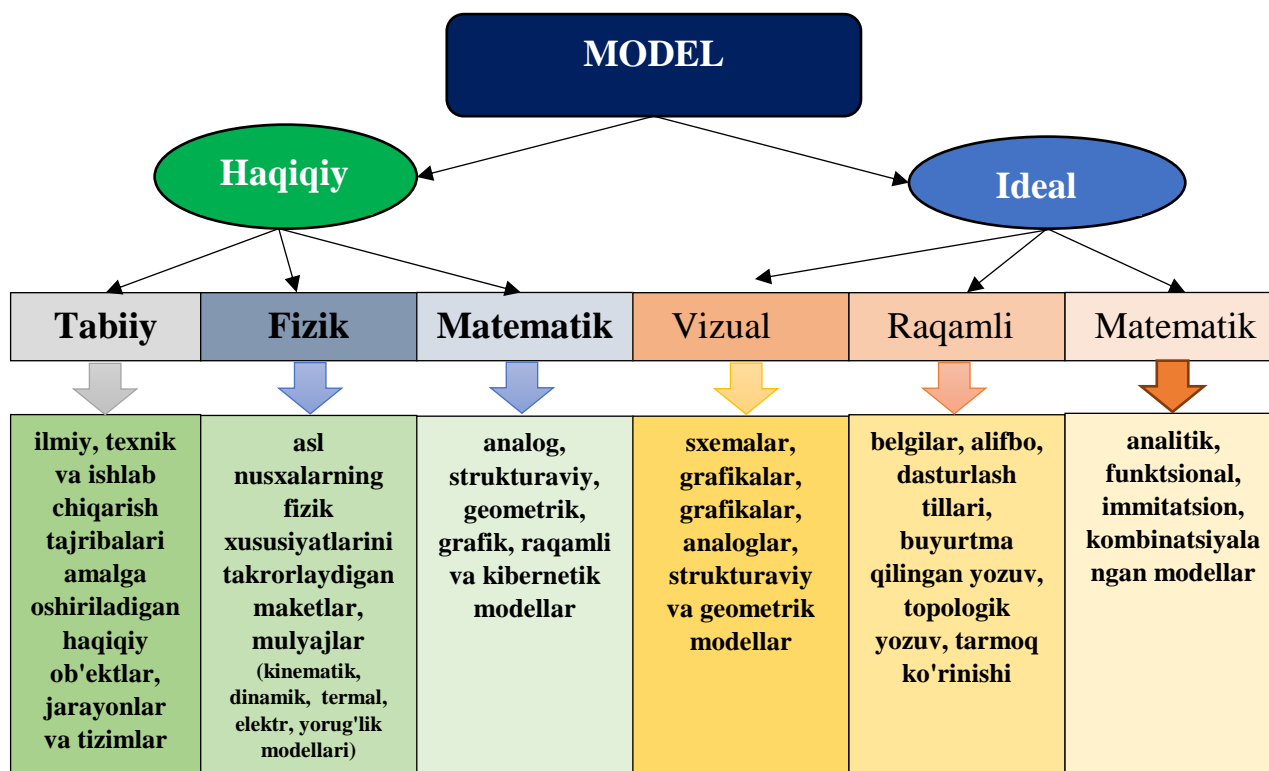 MODEL
Haqiqiy
Ideal
Tabiiy
Fizik
Matematik
Vizual
Raqamli
Matematik
ilmiy, texnik
va ishlab
chiqarish
tajribalari
amalga
oshiriladigan
haqiqiy
ob'ektlar,
jarayonlar
va tizimlar
asl
nusxalarning
fizik
xususiyatlarini
takrorlaydigan
maketlar,
mulyajlar
(kinematik,
dinamik, termal,
elektr, yorug'lik
modellari)
analog,
strukturaviy,
geometrik,
grafik, raqamli
va kibernetik
modellar
sxemalar,
grafikalar,
grafikalar,
analoglar,
strukturaviy
va geometrik
modellar
belgilar, alifbo,
dasturlash
tillari,
buyurtma
qilingan yozuv,
topologik
yozuv, tarmoq
ko'rinishi
analitik,
funktsional,
immitatsion,
kombinatsiyala
ngan modellar